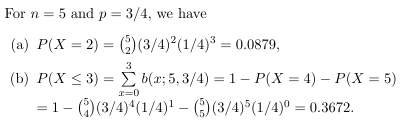 For n = 5 and p = 3/4, we have
(a) P(X = 2) = \binom{5}{2}(3/4)^2(1/4)^3 = 0.0879,
(b) P(X ≤ 3) = \sum_{x=0}^{3} b(x; 5, 3/4) = 1 − P(X = 4) − P(X = 5)
= 1 − \binom{5}{4}(3/4)^4(1/4)^1 − \binom{5}{5}(3/4)^5(1/4)^0 = 0.3672.